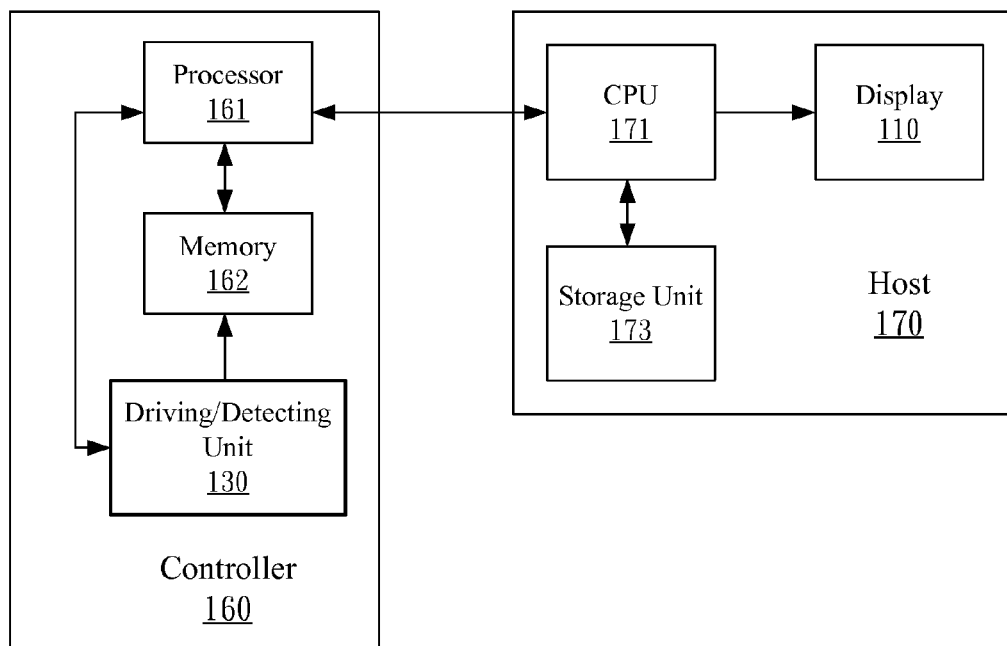 Processor
161
Memory
162
Driving/Detecting
Unit
130
Controller
160
CPU
171
Display
110
Storage Unit
173
Host
170